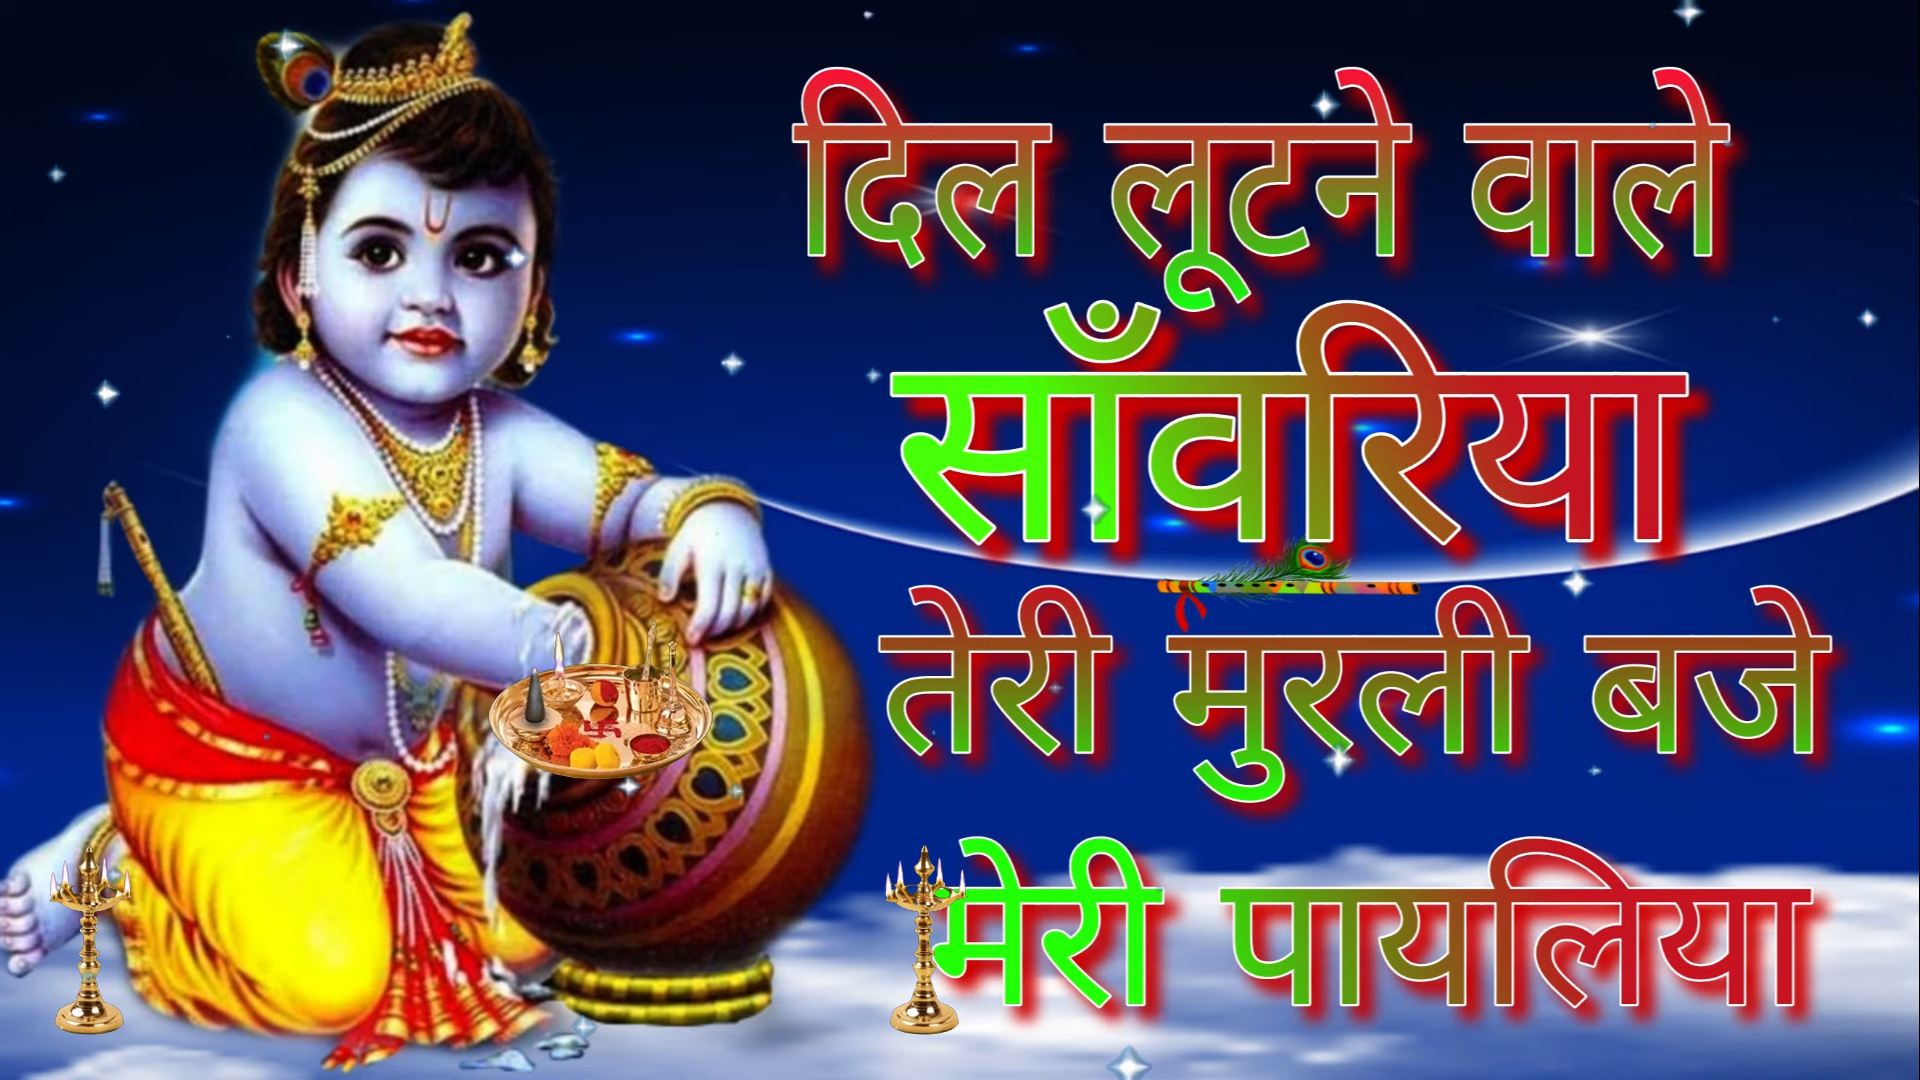 दिल लूटने वाले
साँवरिया
तेरी मुरली बजे
मेरी पायलिया